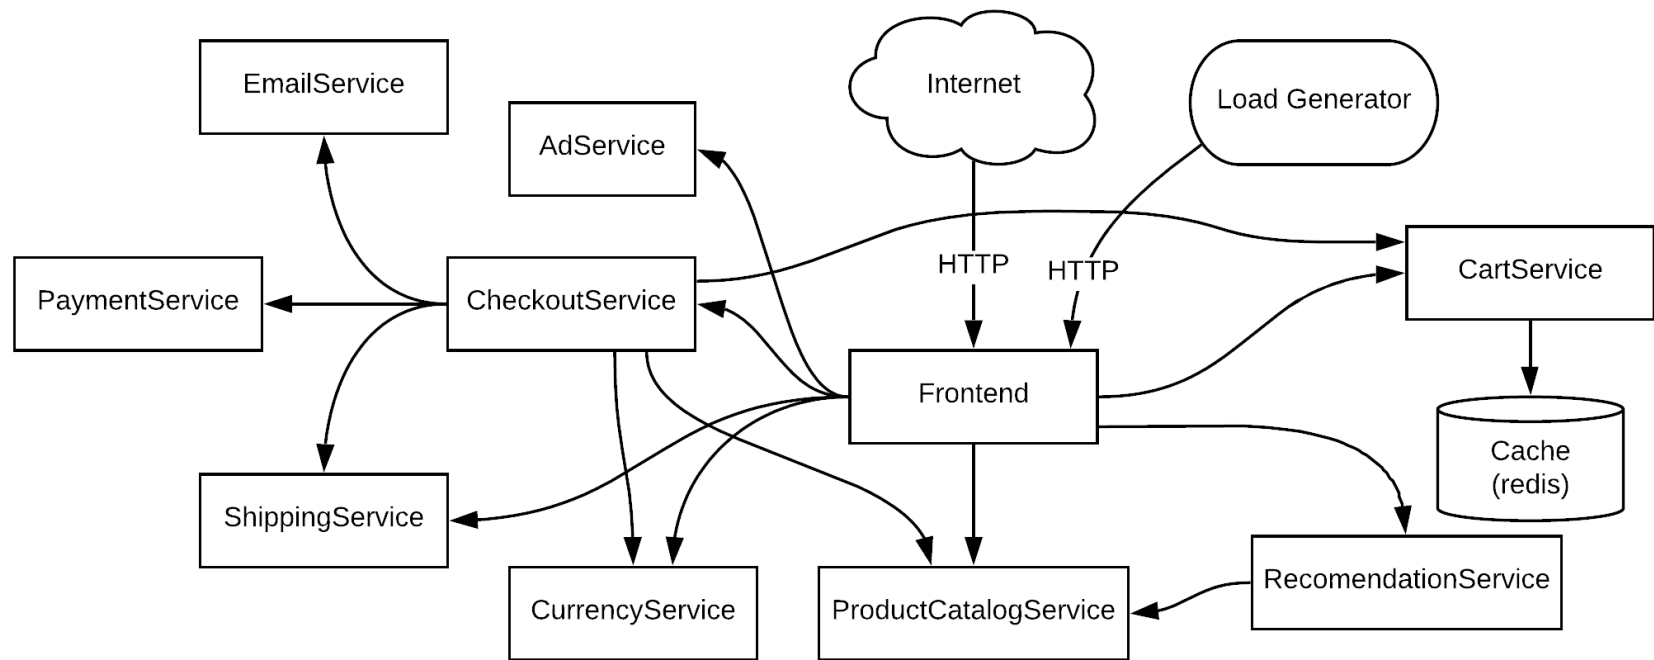 EmailService
AdService
Internet
Load Generator
PaymentService
CheckoutService
HTTP
HTTP
CartService
Frontend
Cache
(redis)
ShippingService
CurrencyService
ProductCatalogService
RecomendationService